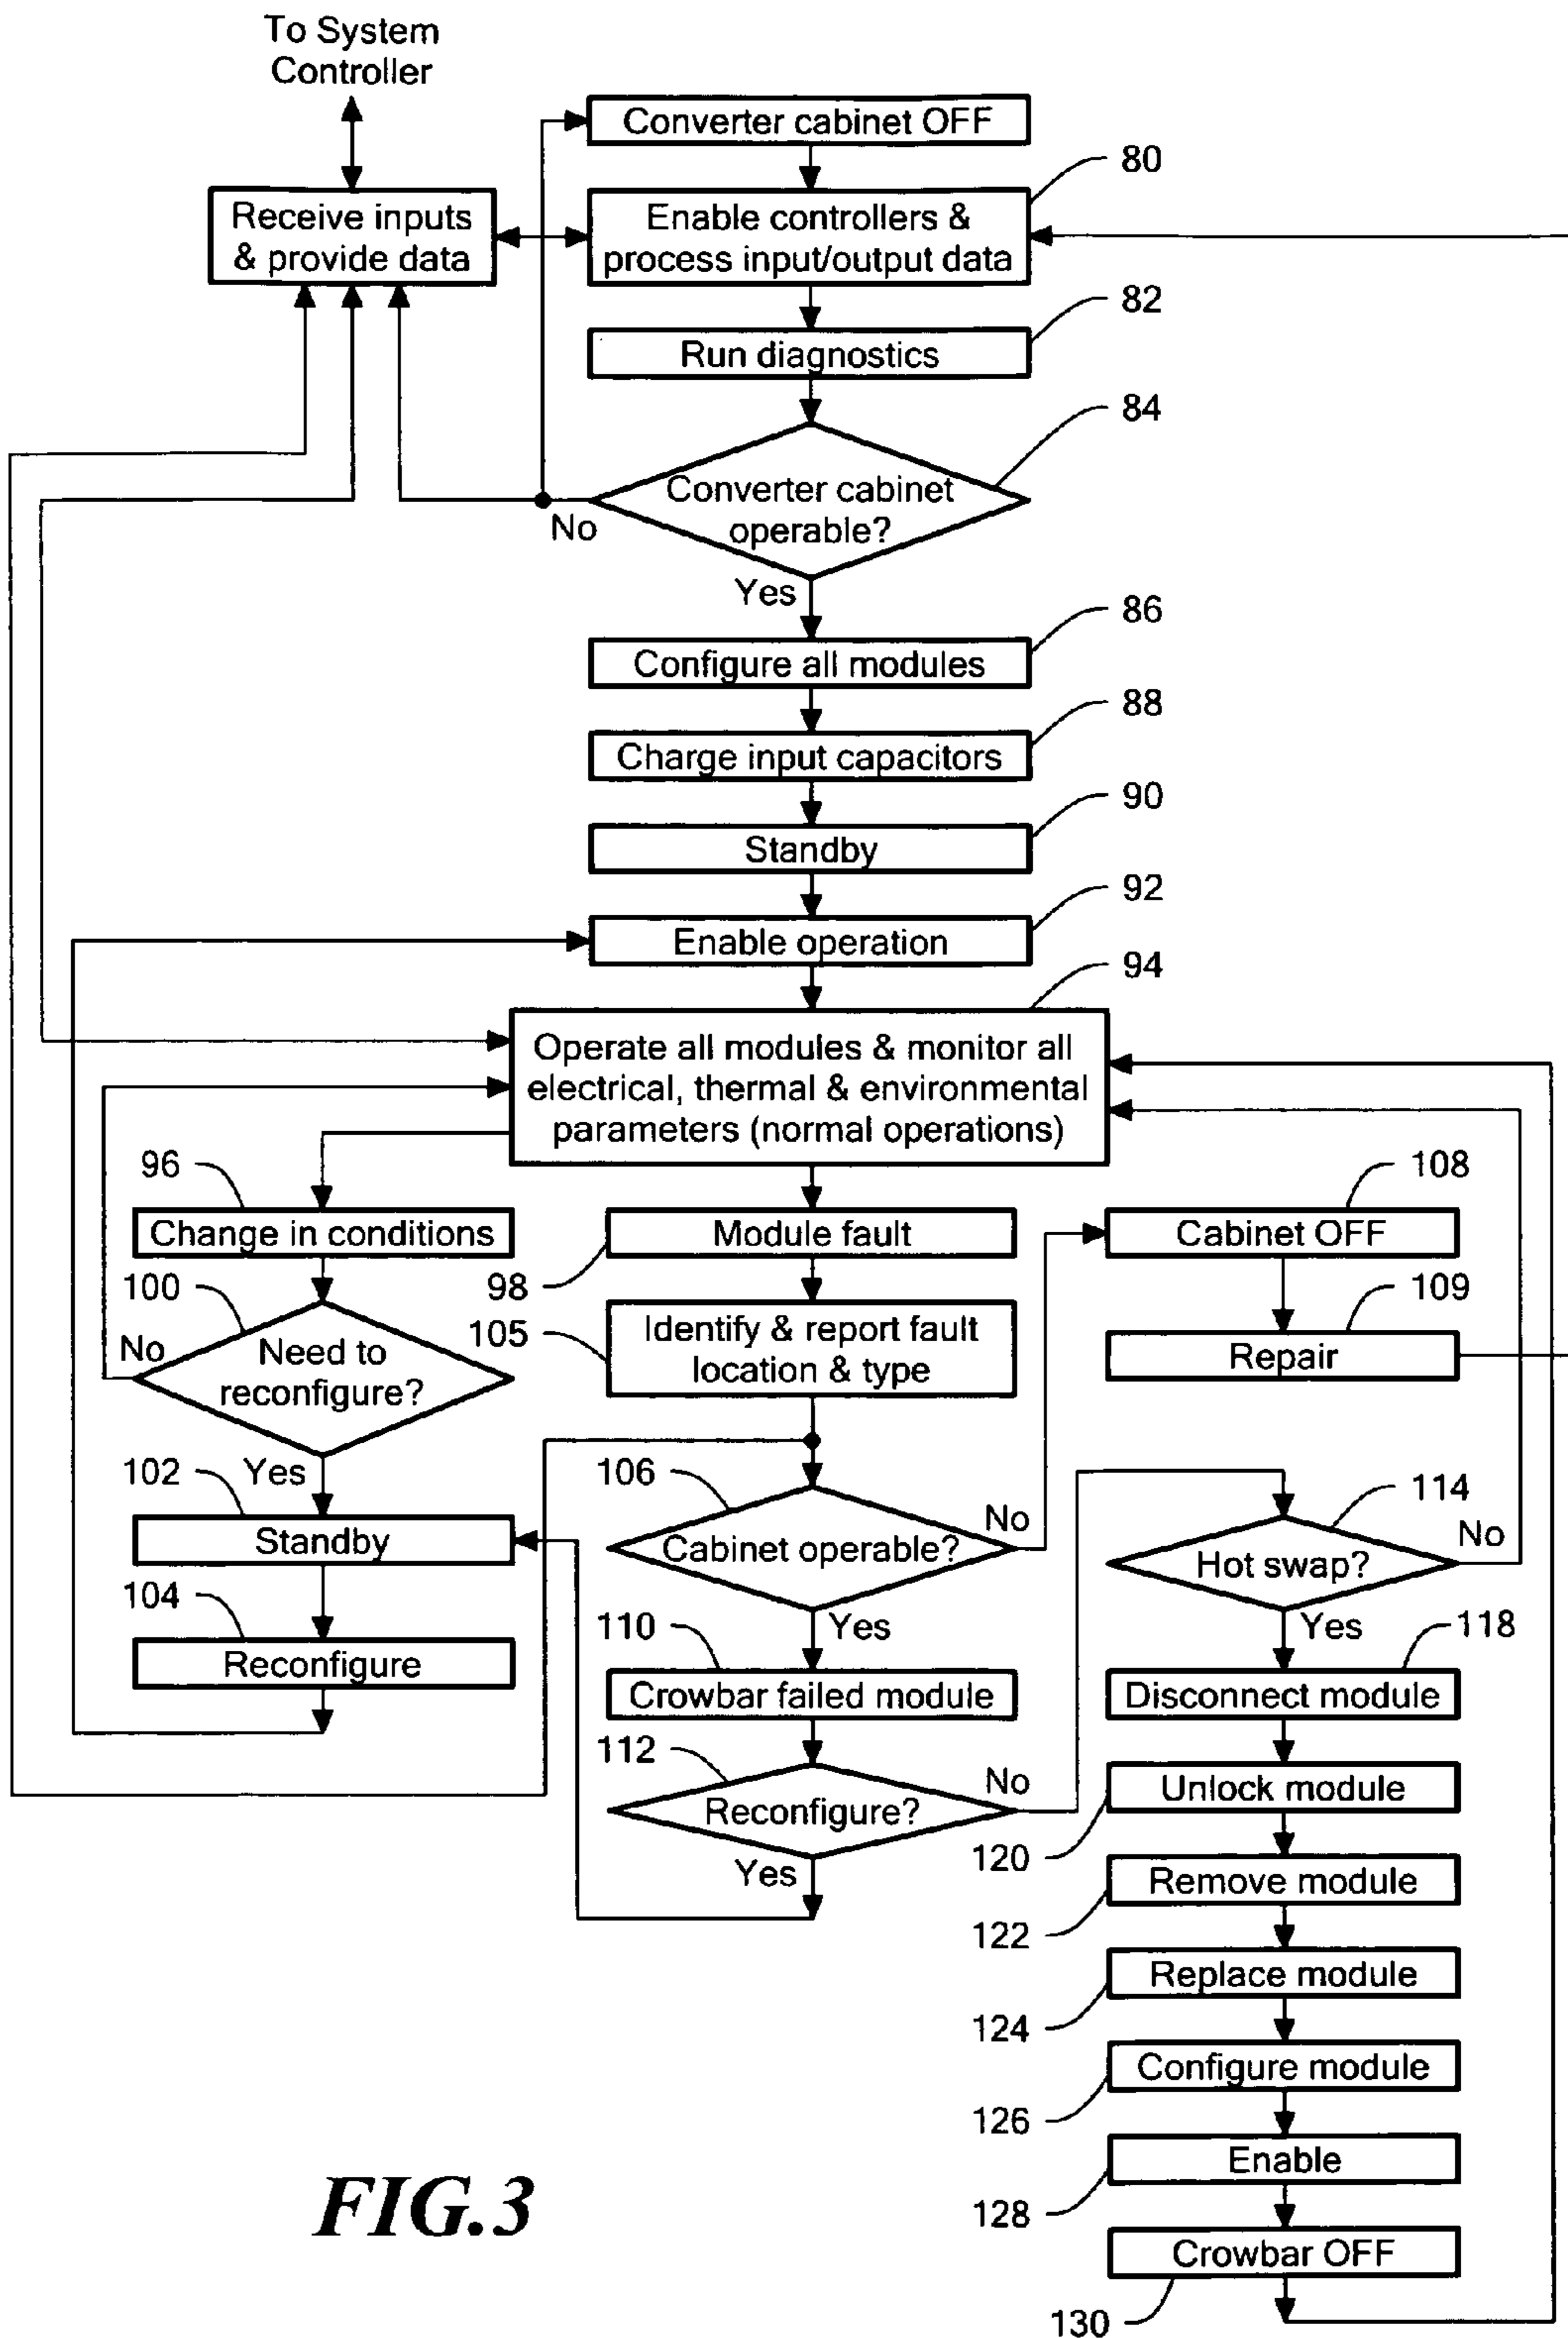 To System
Controller
Converter cabinet OFF
80
Receive inputs
& provide data
Enable controllers &
process input/output data
82
Run diagnostics
84
Converter cabinet
operable?
No
Yes
86
Configure all modules
88
Charge input capacitors
90
Standby
92
Enable operation
94
Operate all modules & monitor all
electrical, thermal & environmental
parameters (normal operations)
96
Change in conditions
100
Need to
reconfigure?
No
Yes
102
Standby
104
Reconfigure
Module fault
98
Identify & report fault
location & type
105
106
Cabinet operable?
No
Yes
110
Crowbar failed module
112
Reconfigure?
No
Yes
108
Cabinet OFF
109
Repair
114
Hot swap?
No
Yes
118
Disconnect module
Unlock module
120
Remove module
122
Replace module
124
Configure module
126
Enable
128
Crowbar OFF
130
FIG.3